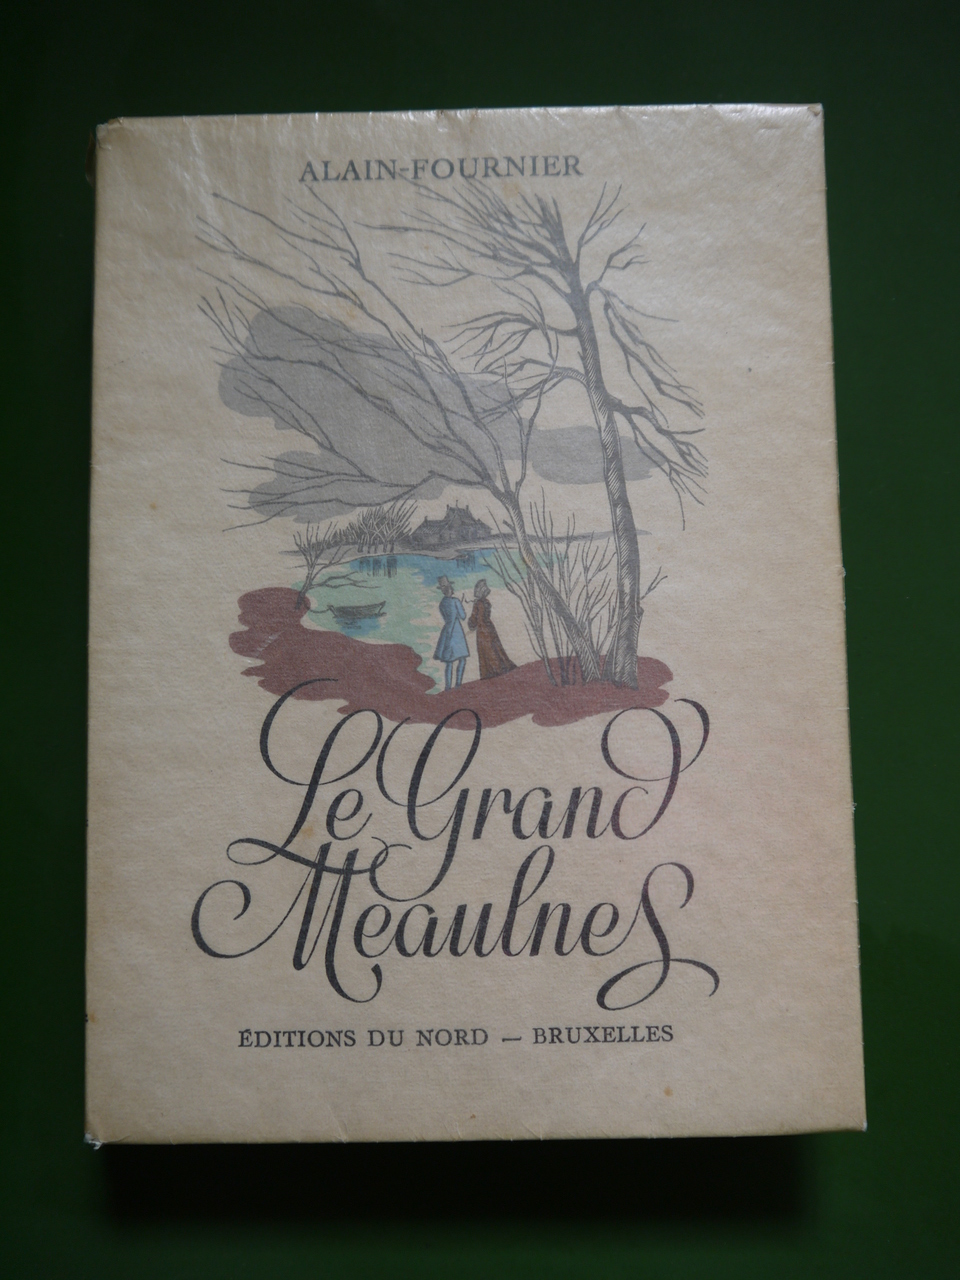 ALAIN-FOURNIER
Le Grand
Meaulnes
ÉDITIONS DU NORD — BRUXELLES